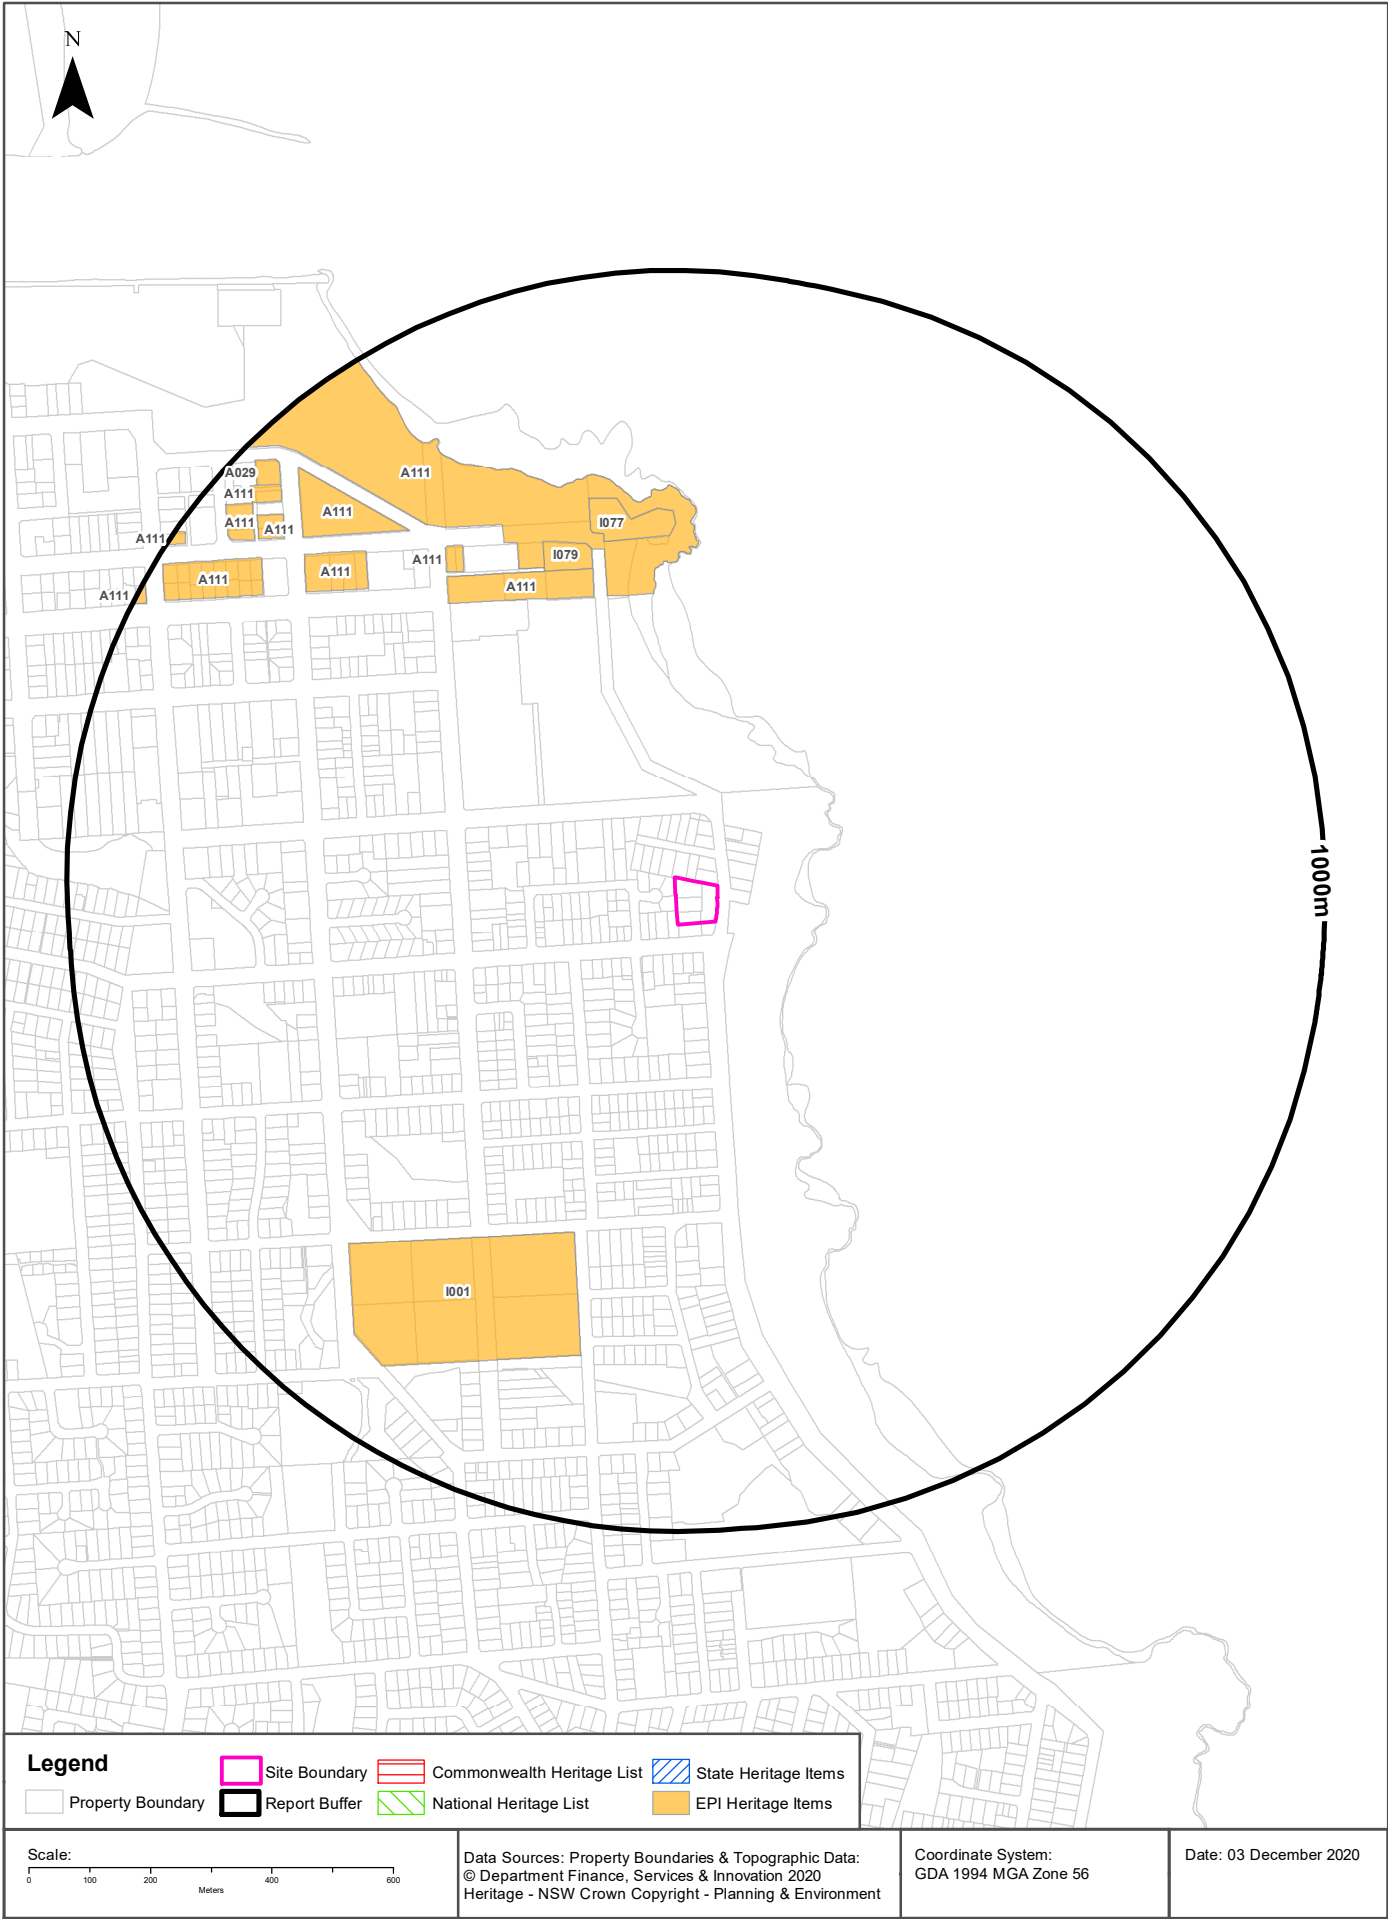 N
1000m
A029
A111
A111
A111
A111
A111
A111
I077
A111
I079
A111
A111
A111
A111
A111
I001
Legend
Property Boundary
Site Boundary
Report Buffer
Commonwealth Heritage List
National Heritage List
State Heritage Items
EPI Heritage Items
Scale:
0 100 200 400 600
Meters
Data Sources: Property Boundaries & Topographic Data:
© Department Finance, Services & Innovation 2020
Heritage - NSW Crown Copyright - Planning & Environment
Coordinate System:
GDA 1994 MGA Zone 56
Date: 03 December 2020